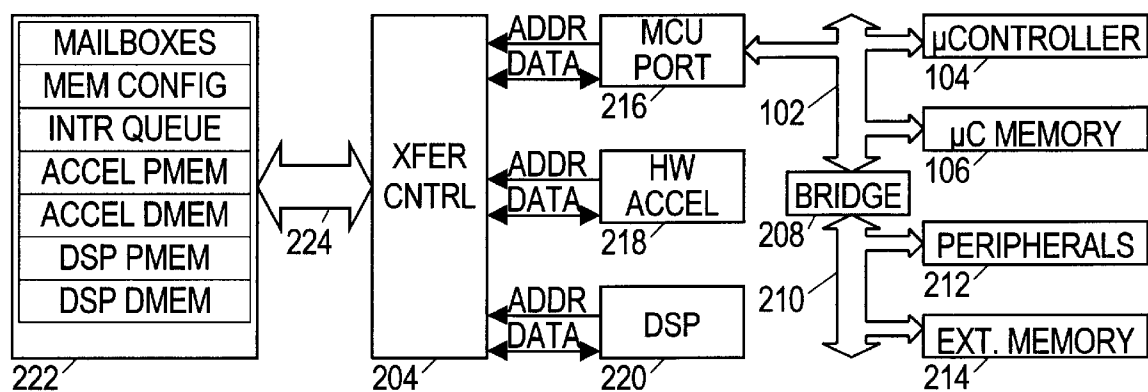 MAILBOXES
MEM CONFIG
INTR QUEUE
ACCEL PMEM
ACCEL DMEM
DSP PMEM
DSP DMEM
222
224
XFER
CNTRL
204
ADDR
DATA
MCU
PORT
216
ADDR
DATA
HW
ACCEL
218
ADDR
DATA
DSP
220
102
BRIDGE
208
210
µCONTROLLER
104
µC MEMORY
106
PERIPHERALS
212
EXT. MEMORY
214